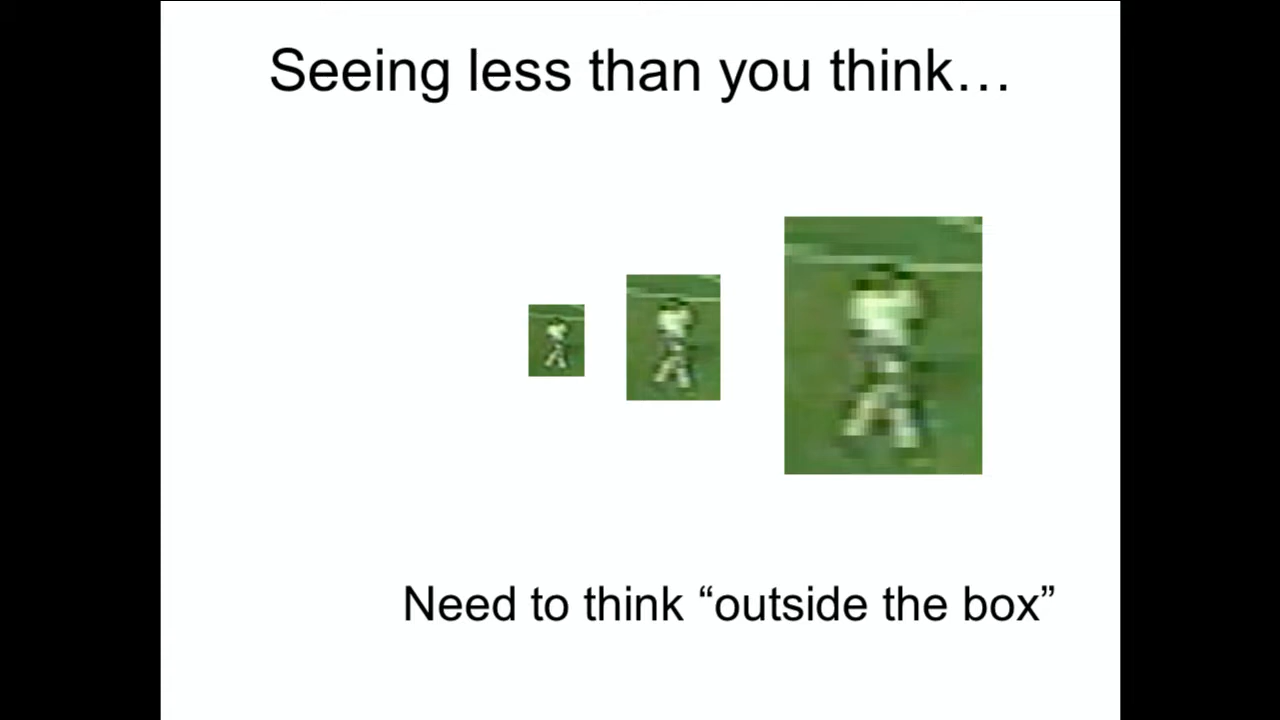 Seeing less than you think…
Need to think “outside the box”